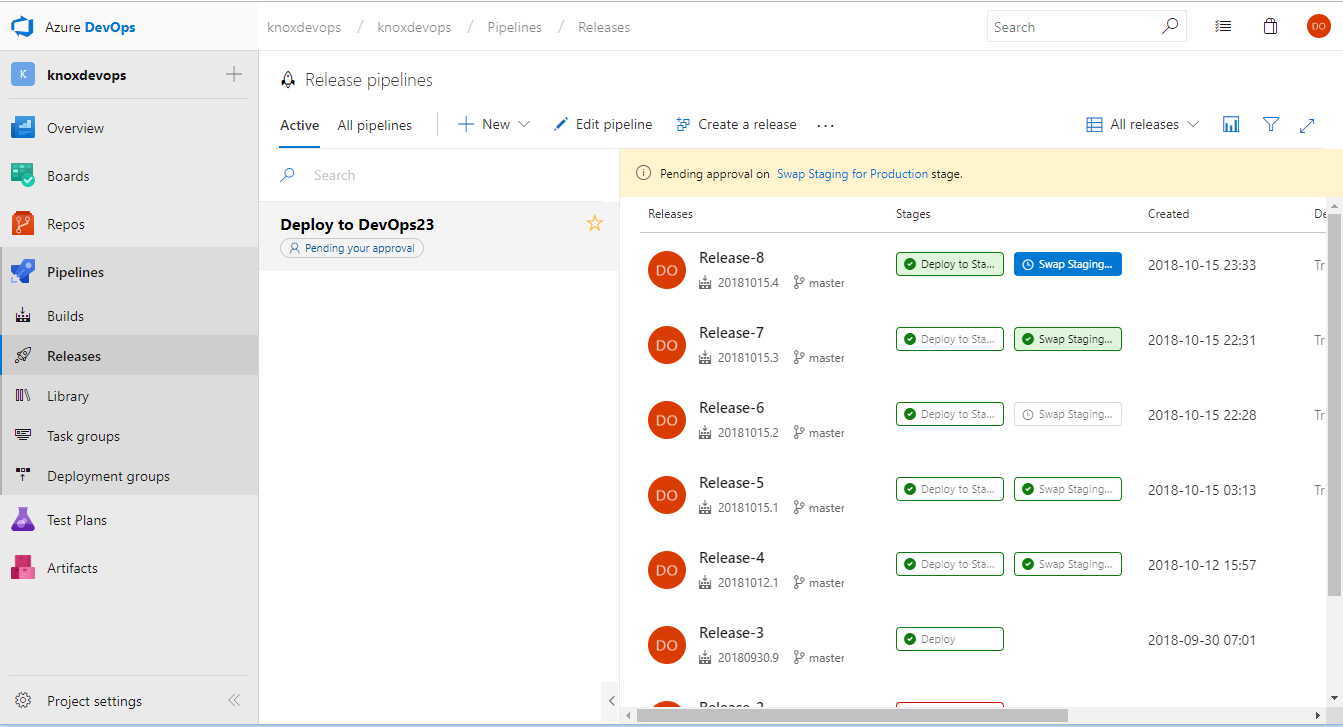 Azure DevOps
knoxdevops / knoxdevops / Pipelines / Releases
Search
DO
K
knoxdevops
Overview
Boards
Repos
Pipelines
Builds
Releases
Library
Task groups
Deployment groups
Test Plans
Artifacts
Project settings
Release pipelines
Active All pipelines New Edit pipeline Create a release ... All releases
Search
Deploy to DevOps23
Pending your approval
Pending approval on Swap Staging for Production stage.
Releases Stages Created De
DO Release-8 Deploy to Sta... Swap Staging... 2018-10-15 23:33 Tr
20181015.4 master
DO Release-7 Deploy to Sta... Swap Staging... 2018-10-15 22:31 Tr
20181015.3 master
DO Release-6 Deploy to Sta... Swap Staging... 2018-10-15 22:28 Tr
20181015.2 master
DO Release-5 Deploy to Sta... Swap Staging... 2018-10-15 03:13 Tr
20181015.1 master
DO Release-4 Deploy to Sta... Swap Staging... 2018-10-12 15:57
20181012.1 master
DO Release-3 Deploy 2018-09-30 07:01
20180930.9 master
Release-2